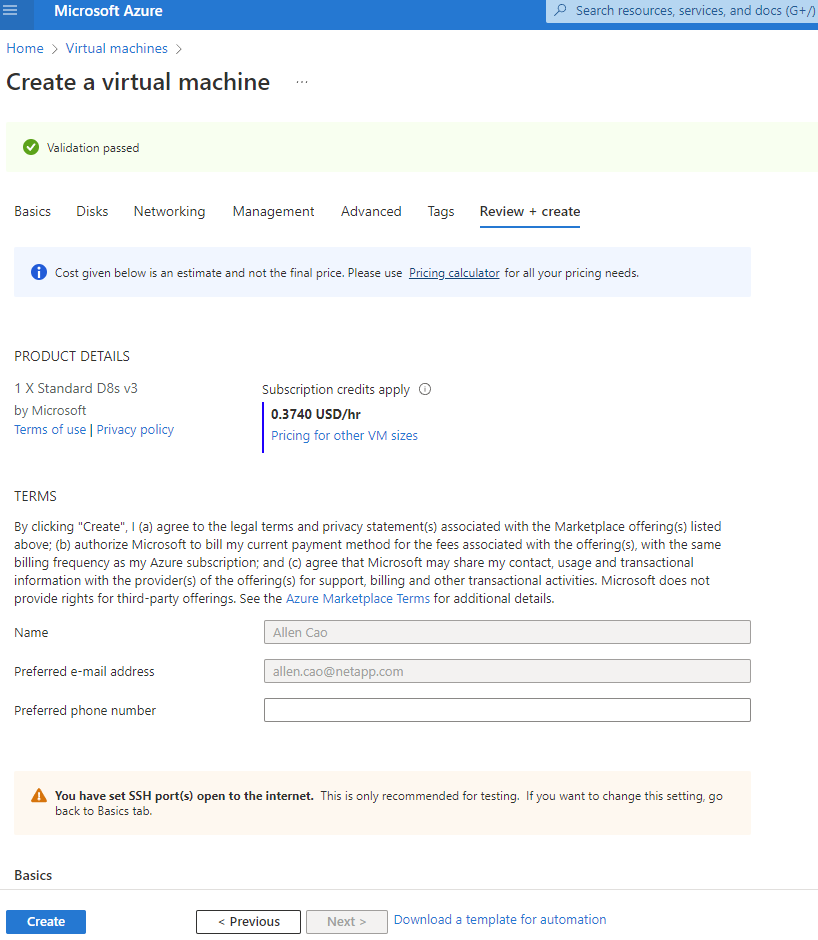 Microsoft Azure
Search resources, services, and docs (G+/)
Home > Virtual machines >
Create a virtual machine ...
Validation passed
Basics Disks Networking Management Advanced Tags Review + create
Cost given below is an estimate and not the final price. Please use Pricing calculator for all your pricing needs.
PRODUCT DETAILS
1 X Standard D8s v3
by Microsoft
Terms of use | Privacy policy
Subscription credits apply
0.3740 USD/hr
Pricing for other VM sizes
TERMS
By clicking "Create", I (a) agree to the legal terms and privacy statement(s) associated with the Marketplace offering(s) listed
above; (b) authorize Microsoft to bill my current payment method for the fees associated with the offering(s), with the same
billing frequency as my Azure subscription; and (c) agree that Microsoft may share my contact, usage and transactional
information with the provider(s) of the offering(s) for support, billing and other transactional activities. Microsoft does not
provide rights for third-party offerings. See the Azure Marketplace Terms for additional details.
Name Allen Cao
Preferred e-mail address allen.cao@netapp.com
Preferred phone number
You have set SSH port(s) open to the internet. This is only recommended for testing. If you want to change this setting, go
back to Basics tab.
Basics
Create < Previous Next > Download a template for automation